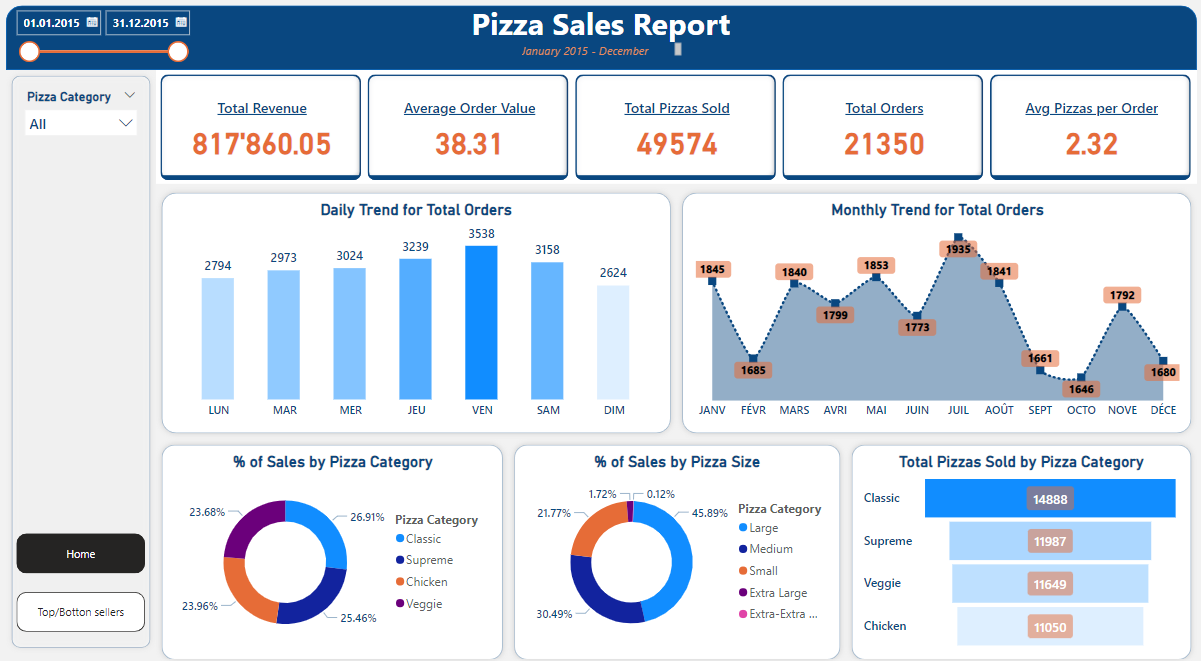 01.01.2015 31.12.2015
Pizza Sales Report
January 2015 - December
Pizza Category
All
Total Revenue
817'860.05
Average Order Value
38.31
Total Pizzas Sold
49574
Total Orders
21350
Avg Pizzas per Order
2.32
Daily Trend for Total Orders
2794 2973 3024 3239 3538 3158 2624
LUN MAR MER JEU VEN SAM DIM
Monthly Trend for Total Orders
1845 1685 1840 1799 1853 1773 1935 1841 1661 1646 1792 1680
JANV FÉVR MARS AVRI MAI JUIN JUIL AOÛT SEPT OCTO NOVE DÉCE
% of Sales by Pizza Category
26.91%
25.46%
23.96%
23.68%
Pizza Category
Classic
Supreme
Chicken
Veggie
% of Sales by Pizza Size
1.72% 0.12%
45.89%
30.49%
21.77%
Pizza Category
Large
Medium
Small
Extra Large
Extra-Extra ...
Total Pizzas Sold by Pizza Category
Classic 14888
Supreme 11987
Veggie 11649
Chicken 11050
Home
Top/Botton sellers